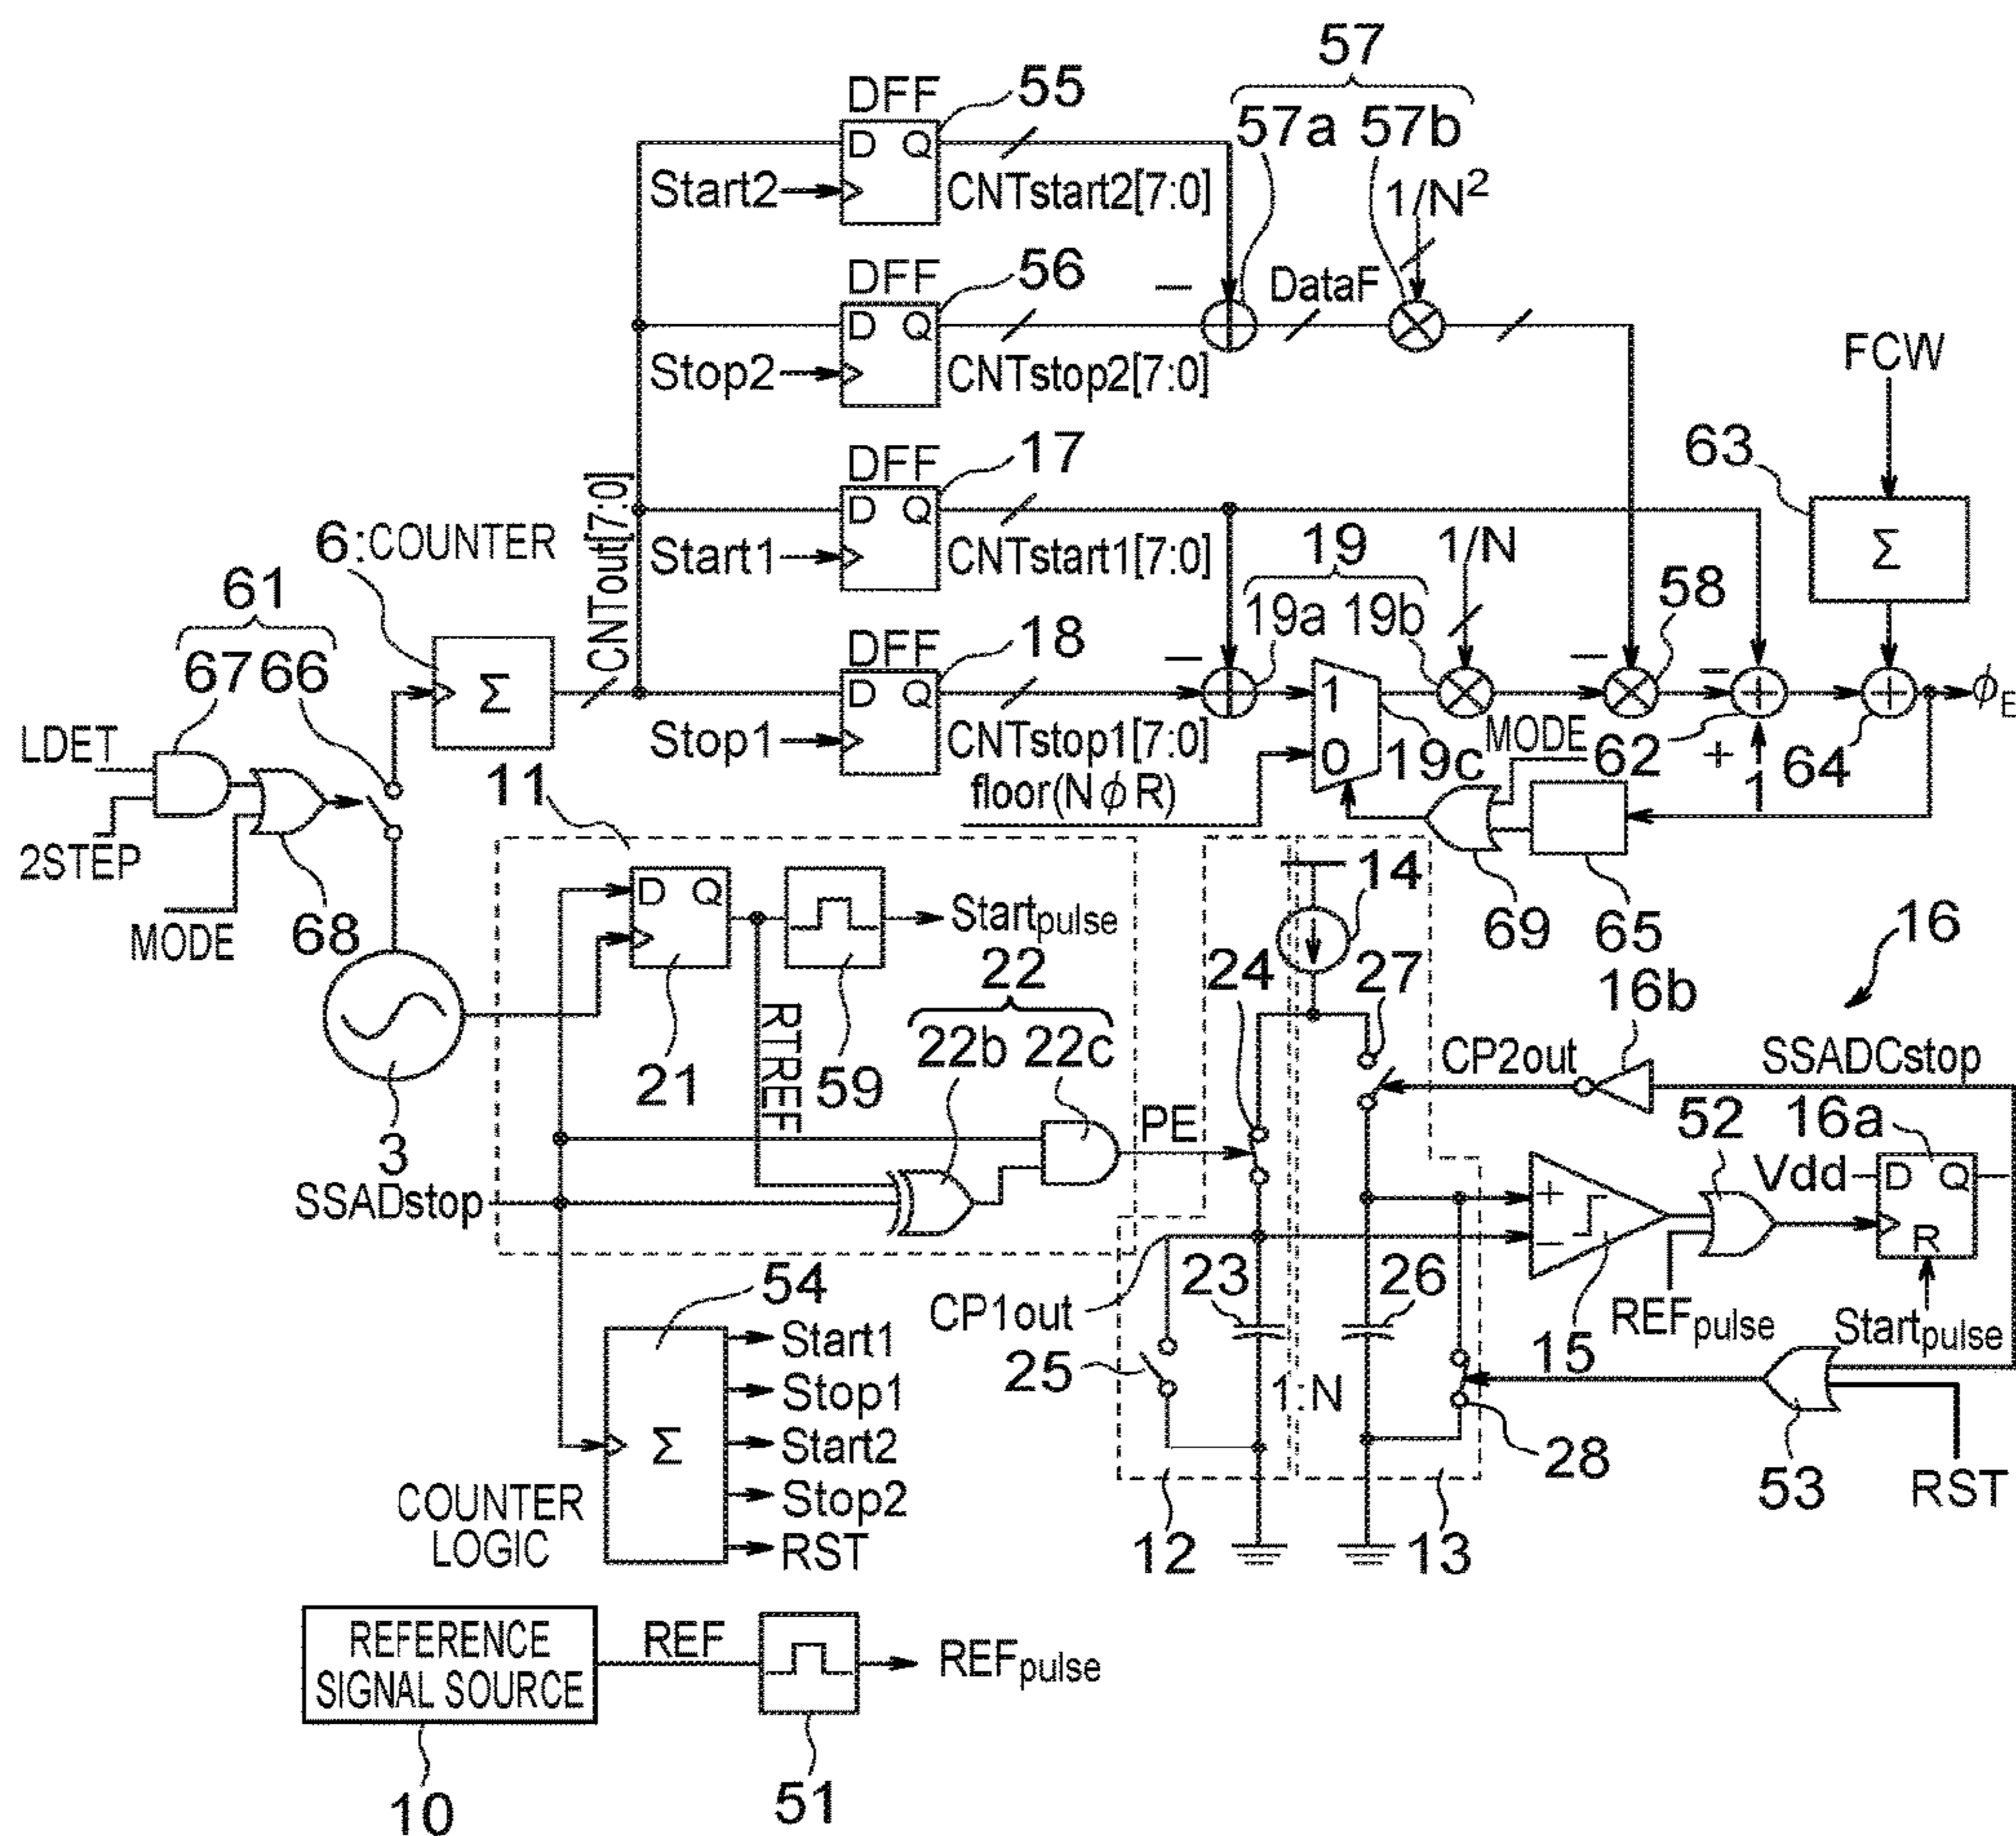 57
DFF 55 57a 57b
D Q
Start2 CNTstart2[7:0] 1/N²
DFF 56 − DataF
D Q
Stop2 CNTstop2[7:0] FCW
DFF 17 63
D Q
6:COUNTER CNTout[7:0] Start1 CNTstart1[7:0] 19 1/N Σ
61 19a 19b 58
67 66 Σ DFF 18 − − −
D Q 1 ϕE
LDET Stop1 CNTstop1[7:0] 0 19c MODE 62 + 1 64
11 floor(NϕR)
2STEP
MODE 68 D Q Startpulse 14 69 65 16
22 24 27 16b
21 RTREF 59 22b 22c CP2out SSADCstop
3 PE 52 16a
SSADstop Vdd D Q
+ − R
54 CP1out 23 26 REFpulse Startpulse
Start1 25 15
Stop1 1:N
Σ Start2 28 53 RST
COUNTER LOGIC Stop2
RST 12 13
REFERENCE SIGNAL SOURCE REF REFpulse
10 51